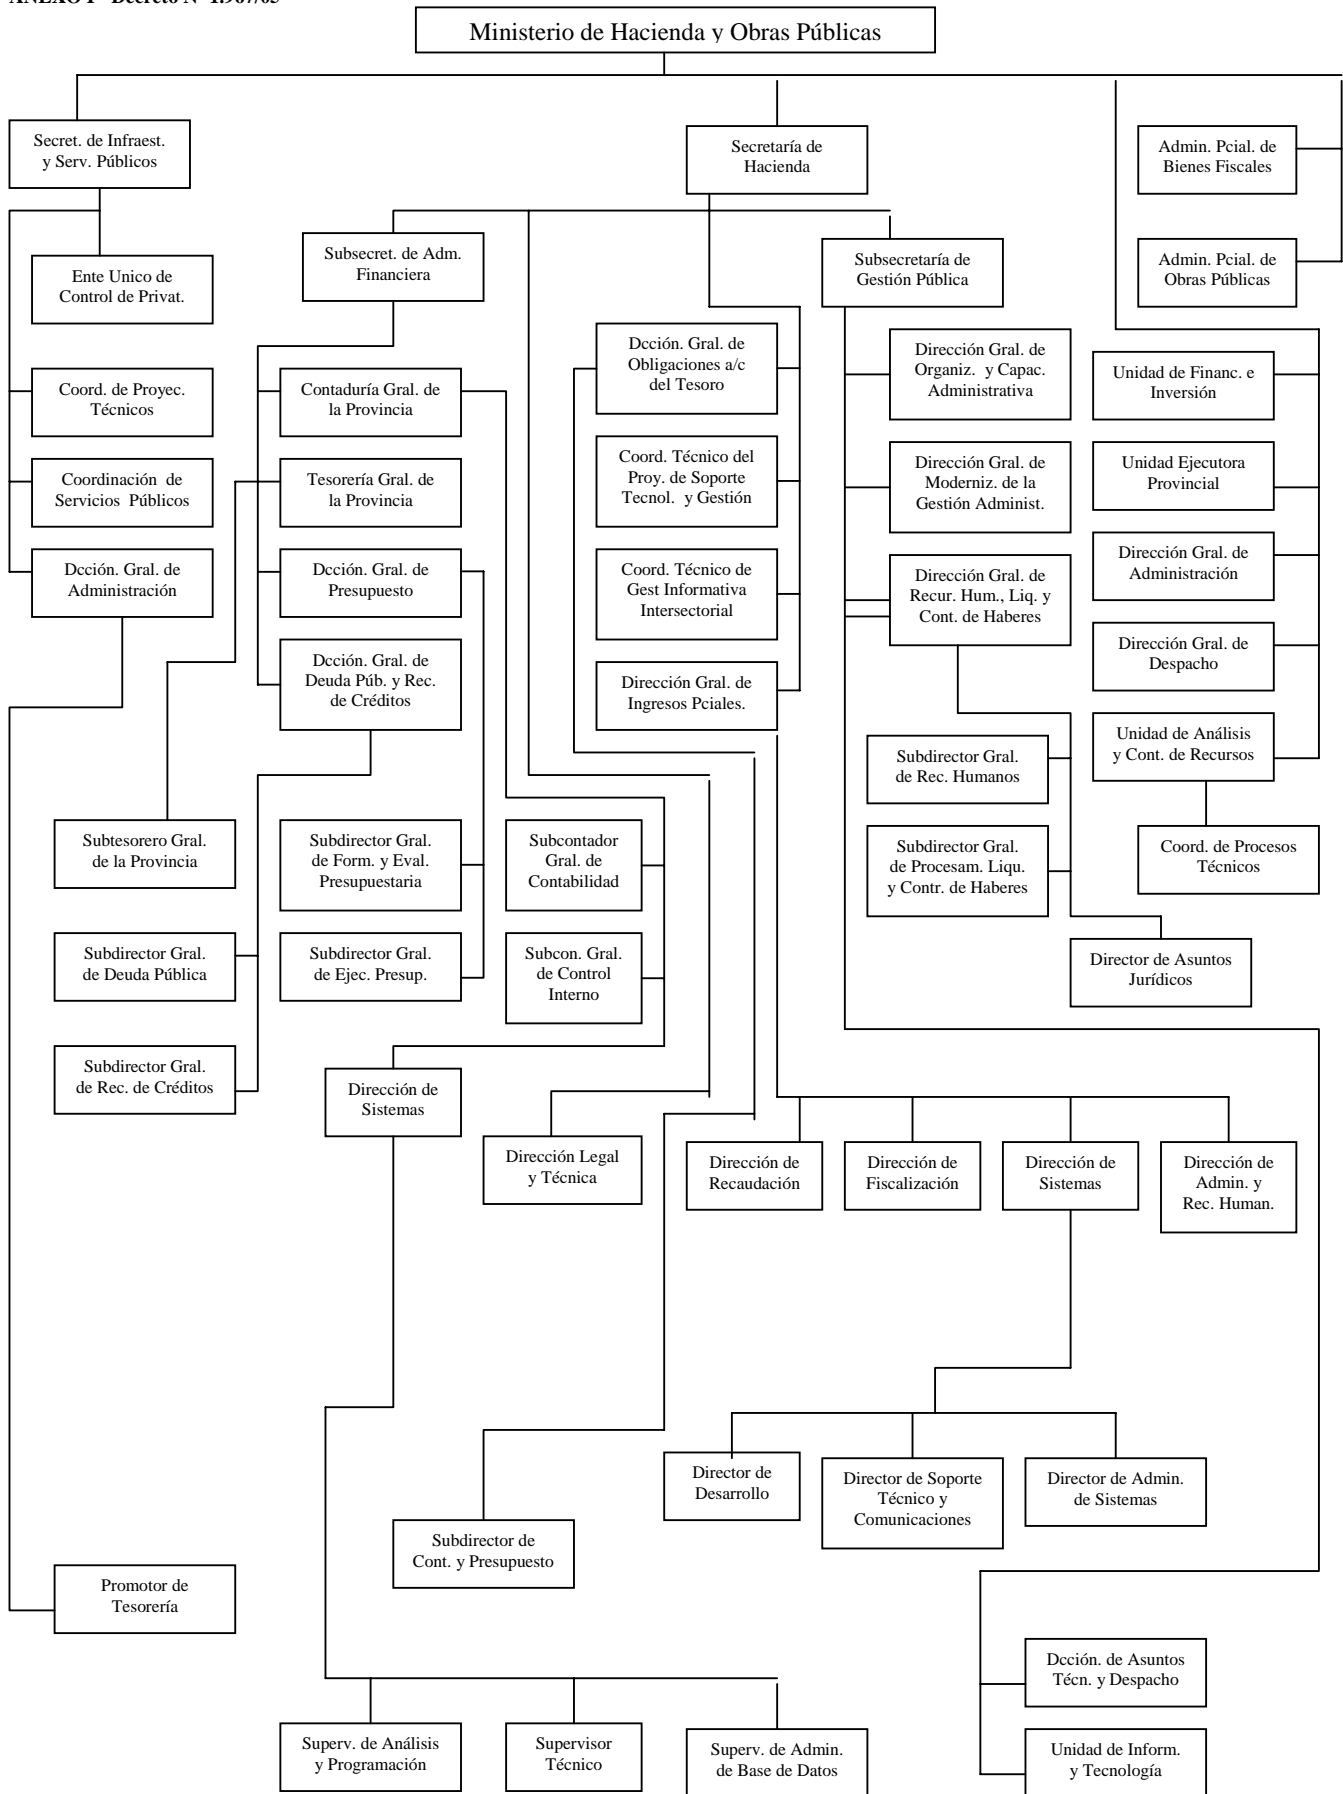 ANEXO I - Decreto Nº 1.967/05
Ministerio de Hacienda y Obras Públicas
Secret. de Infraest.
y Serv. Públicos
Secretaría de
Hacienda
Admin. Pcial. de
Bienes Fiscales
Ente Unico de
Control de Privat.
Subsecret. de Adm.
Financiera
Subsecretaría de
Gestión Pública
Admin. Pcial. de
Obras Públicas
Coord. de Proyec.
Técnicos
Contaduría Gral. de
la Provincia
Dcción. Gral. de
Obligaciones a/c
del Tesoro
Dirección Gral. de
Organiz. y Capac.
Administrativa
Unidad de Financ. e
Inversión
Coordinación de
Servicios Públicos
Tesorería Gral. de
la Provincia
Coord. Técnico del
Proy. de Soporte
Tecnol. y Gestión
Dirección Gral. de
Moderniz. de la
Gestión Administ.
Unidad Ejecutora
Provincial
Dcción. Gral. de
Administración
Dcción. Gral. de
Presupuesto
Coord. Técnico de
Gest Informativa
Intersectorial
Dirección Gral. de
Recur. Hum., Liq. y
Cont. de Haberes
Dirección Gral. de
Administración
Dcción. Gral. de
Deuda Púb. y Rec.
de Créditos
Dirección Gral. de
Ingresos Pciales.
Dirección Gral. de
Despacho
Subdirector Gral.
de Rec. Humanos
Unidad de Análisis
y Cont. de Recursos
Subtesorero Gral.
de la Provincia
Subdirector Gral.
de Form. y Eval.
Presupuestaria
Subcontador
Gral. de
Contabilidad
Subdirector Gral.
de Procesam. Liqu.
y Contr. de Haberes
Coord. de Procesos
Técnicos
Subdirector Gral.
de Deuda Pública
Subdirector Gral.
de Ejec. Presup.
Subcon. Gral.
de Control
Interno
Director de Asuntos
Jurídicos
Subdirector Gral.
de Rec. de Créditos
Dirección de
Sistemas
Dirección Legal
y Técnica
Dirección de
Recaudación
Dirección de
Fiscalización
Dirección de
Sistemas
Dirección de
Admin. y
Rec. Human.
Director de
Desarrollo
Director de Soporte
Técnico y
Comunicaciones
Director de Admin.
de Sistemas
Subdirector de
Cont. y Presupuesto
Promotor de
Tesorería
Dcción. de Asuntos
Técn. y Despacho
Superv. de Análisis
y Programación
Supervisor
Técnico
Superv. de Admin.
de Base de Datos
Unidad de Inform.
y Tecnología